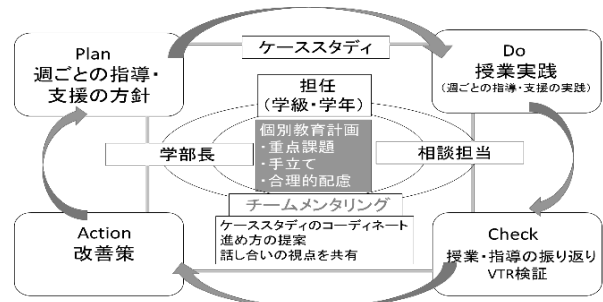 Plan
週ごとの指導・
支援の方針
ケーススタディ
Do
授業実践
(週ごとの指導・支援の実践)
担任
(学級・学年)
個別教育計画
・重点課題
・手立て
・合理的配慮
学部長
相談担当
チームメンタリング
ケーススタディのコーディネート
進め方の提案
話し合いの視点を共有
Action
改善策
Check
授業・指導の振り返り
VTR検証